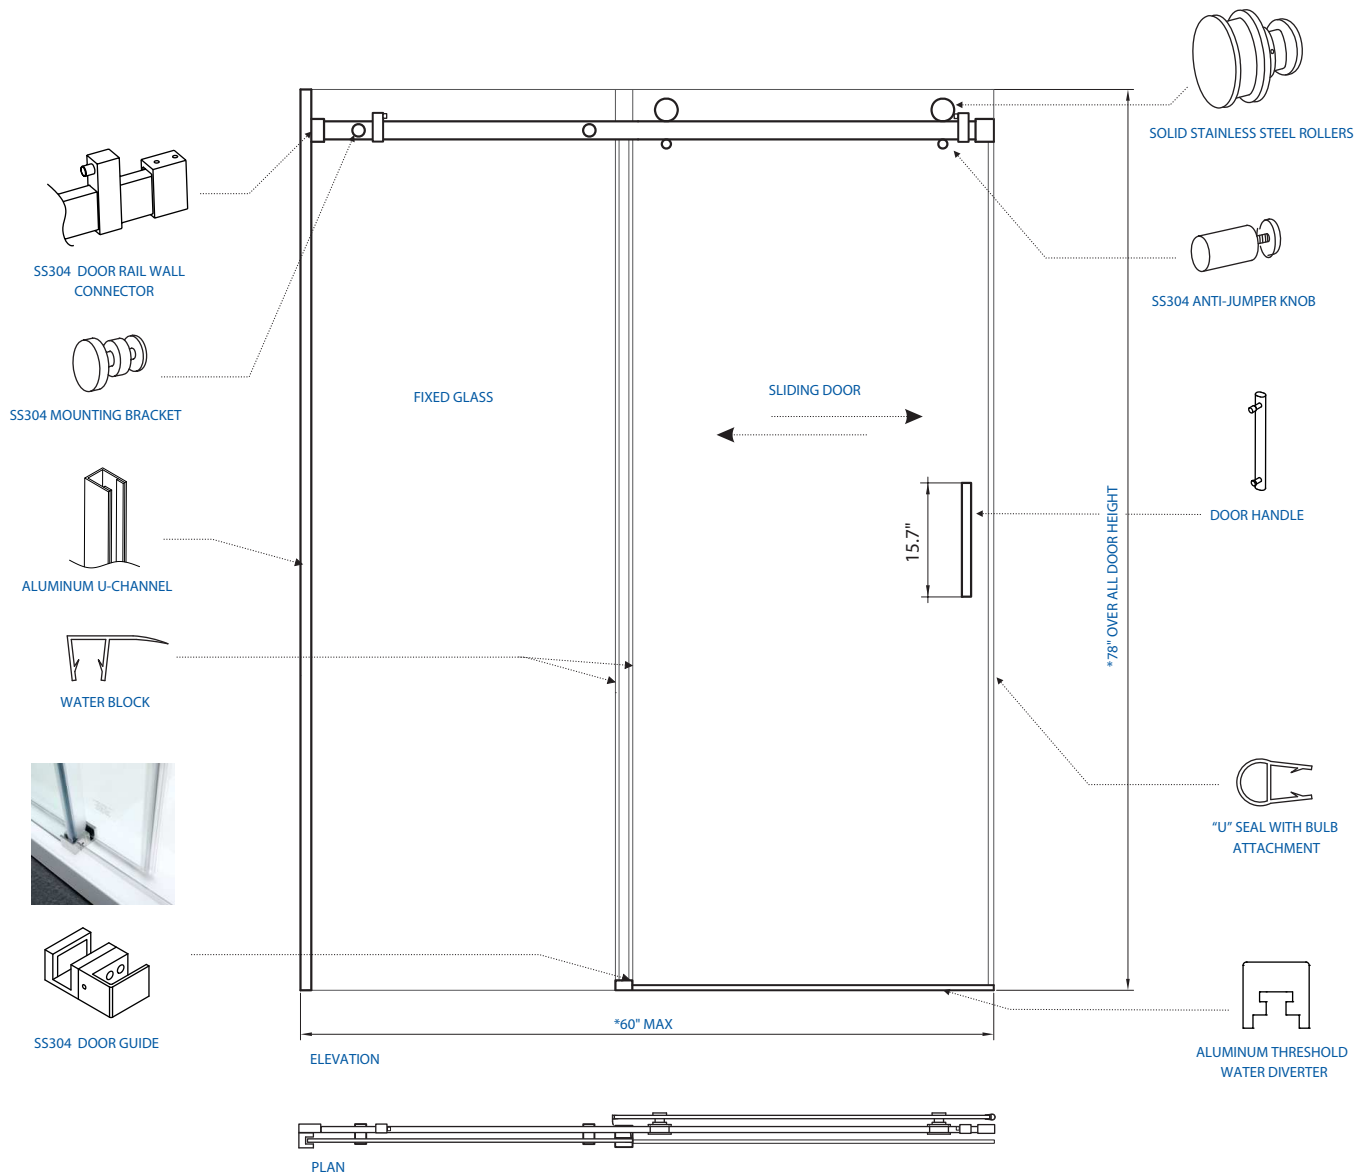 SOLID STAINLESS STEEL ROLLERS
SS304 DOOR RAIL WALL
CONNECTOR
SS304 ANTI-JUMPER KNOB
SS304 MOUNTING BRACKET
FIXED GLASS
SLIDING DOOR
15.7"
*78" OVER ALL DOOR HEIGHT
DOOR HANDLE
ALUMINUM U-CHANNEL
WATER BLOCK
“U” SEAL WITH BULB
ATTACHMENT
SS304 DOOR GUIDE
*60" MAX
ELEVATION
ALUMINUM THRESHOLD
WATER DIVERTER
PLAN